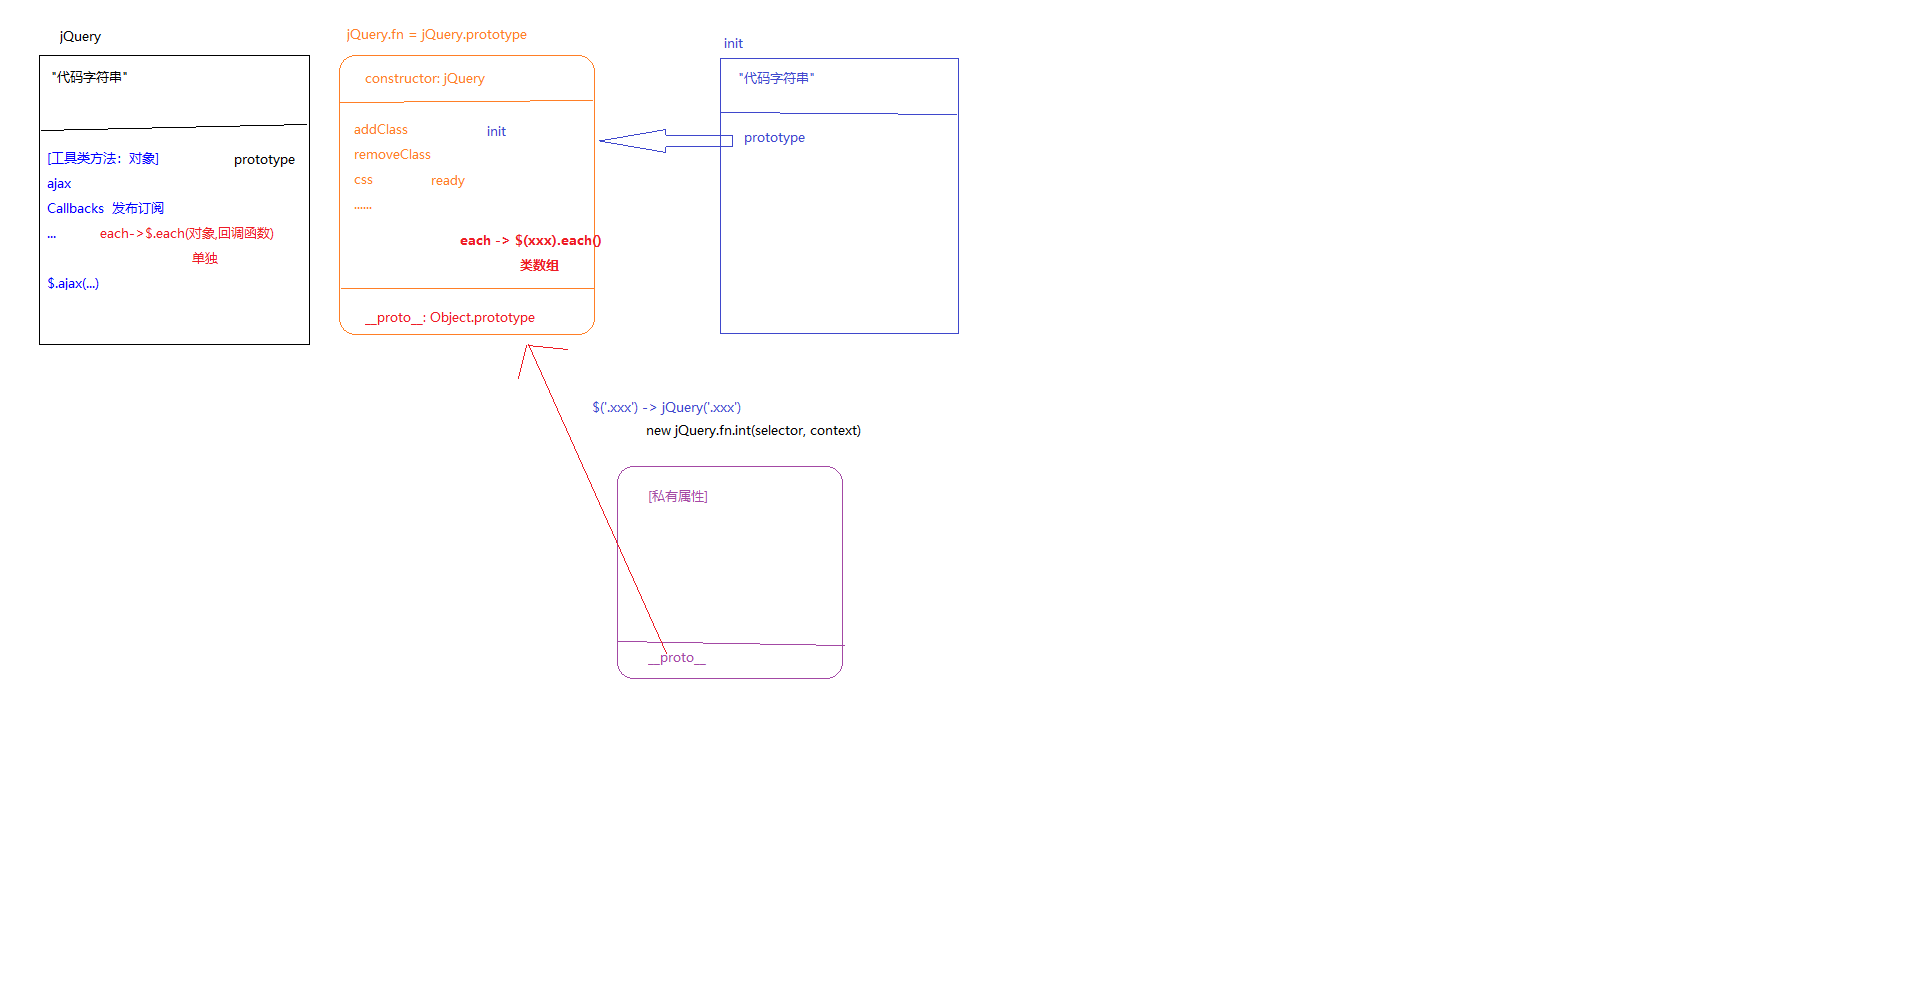 jQuery
"代码字符串"
[工具类方法：对象]
prototype
ajax
Callbacks 发布订阅
... each->$.each(对象,回调函数)
单独
$.ajax(...)
jQuery.fn = jQuery.prototype
constructor: jQuery
addClass
init
removeClass
css
ready
......
each -> $(xxx).each()
类数组
__proto__: Object.prototype
init
"代码字符串"
prototype
$('.xxx') -> jQuery('.xxx')
new jQuery.fn.int(selector, context)
[私有属性]
__proto__